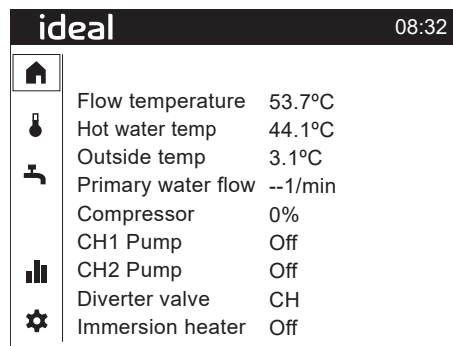 ideal 08:32
Flow temperature 53.7ºC
Hot water temp 44.1ºC
Outside temp 3.1ºC
Primary water flow --1/min
Compressor 0%
CH1 Pump Off
CH2 Pump Off
Diverter valve CH
Immersion heater Off